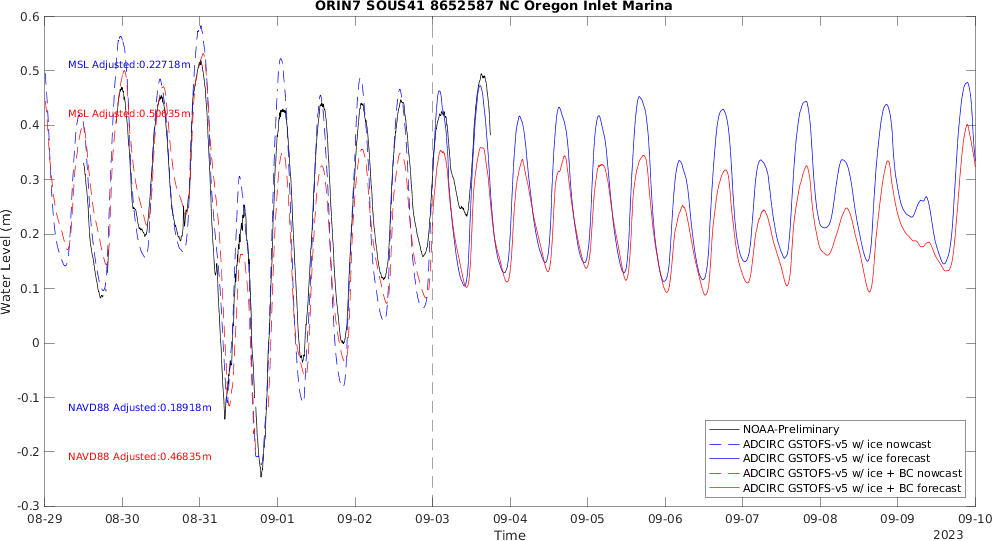 ORIN7 SOUS41 8652587 NC Oregon Inlet Marina
0.6
0.5
0.4
0.3
0.2
0.1
0
-0.1
-0.2
-0.3
Water Level (m)
MSL Adjusted:0.22718m
MSL Adjusted:0.50635m
NAVD88 Adjusted:0.18918m
NAVD88 Adjusted:0.46835m
NOAA-Preliminary
ADCIRC GSTOFS-v5 w/ ice nowcast
ADCIRC GSTOFS-v5 w/ ice forecast
ADCIRC GSTOFS-v5 w/ice + BC nowcast
ADCIRC GSTOFS-v5 w/ice + BC forecast
08-29 08-30 08-31 09-01 09-02 09-03 09-04 09-05 09-06 09-07 09-08 09-09 09-10
Time
2023